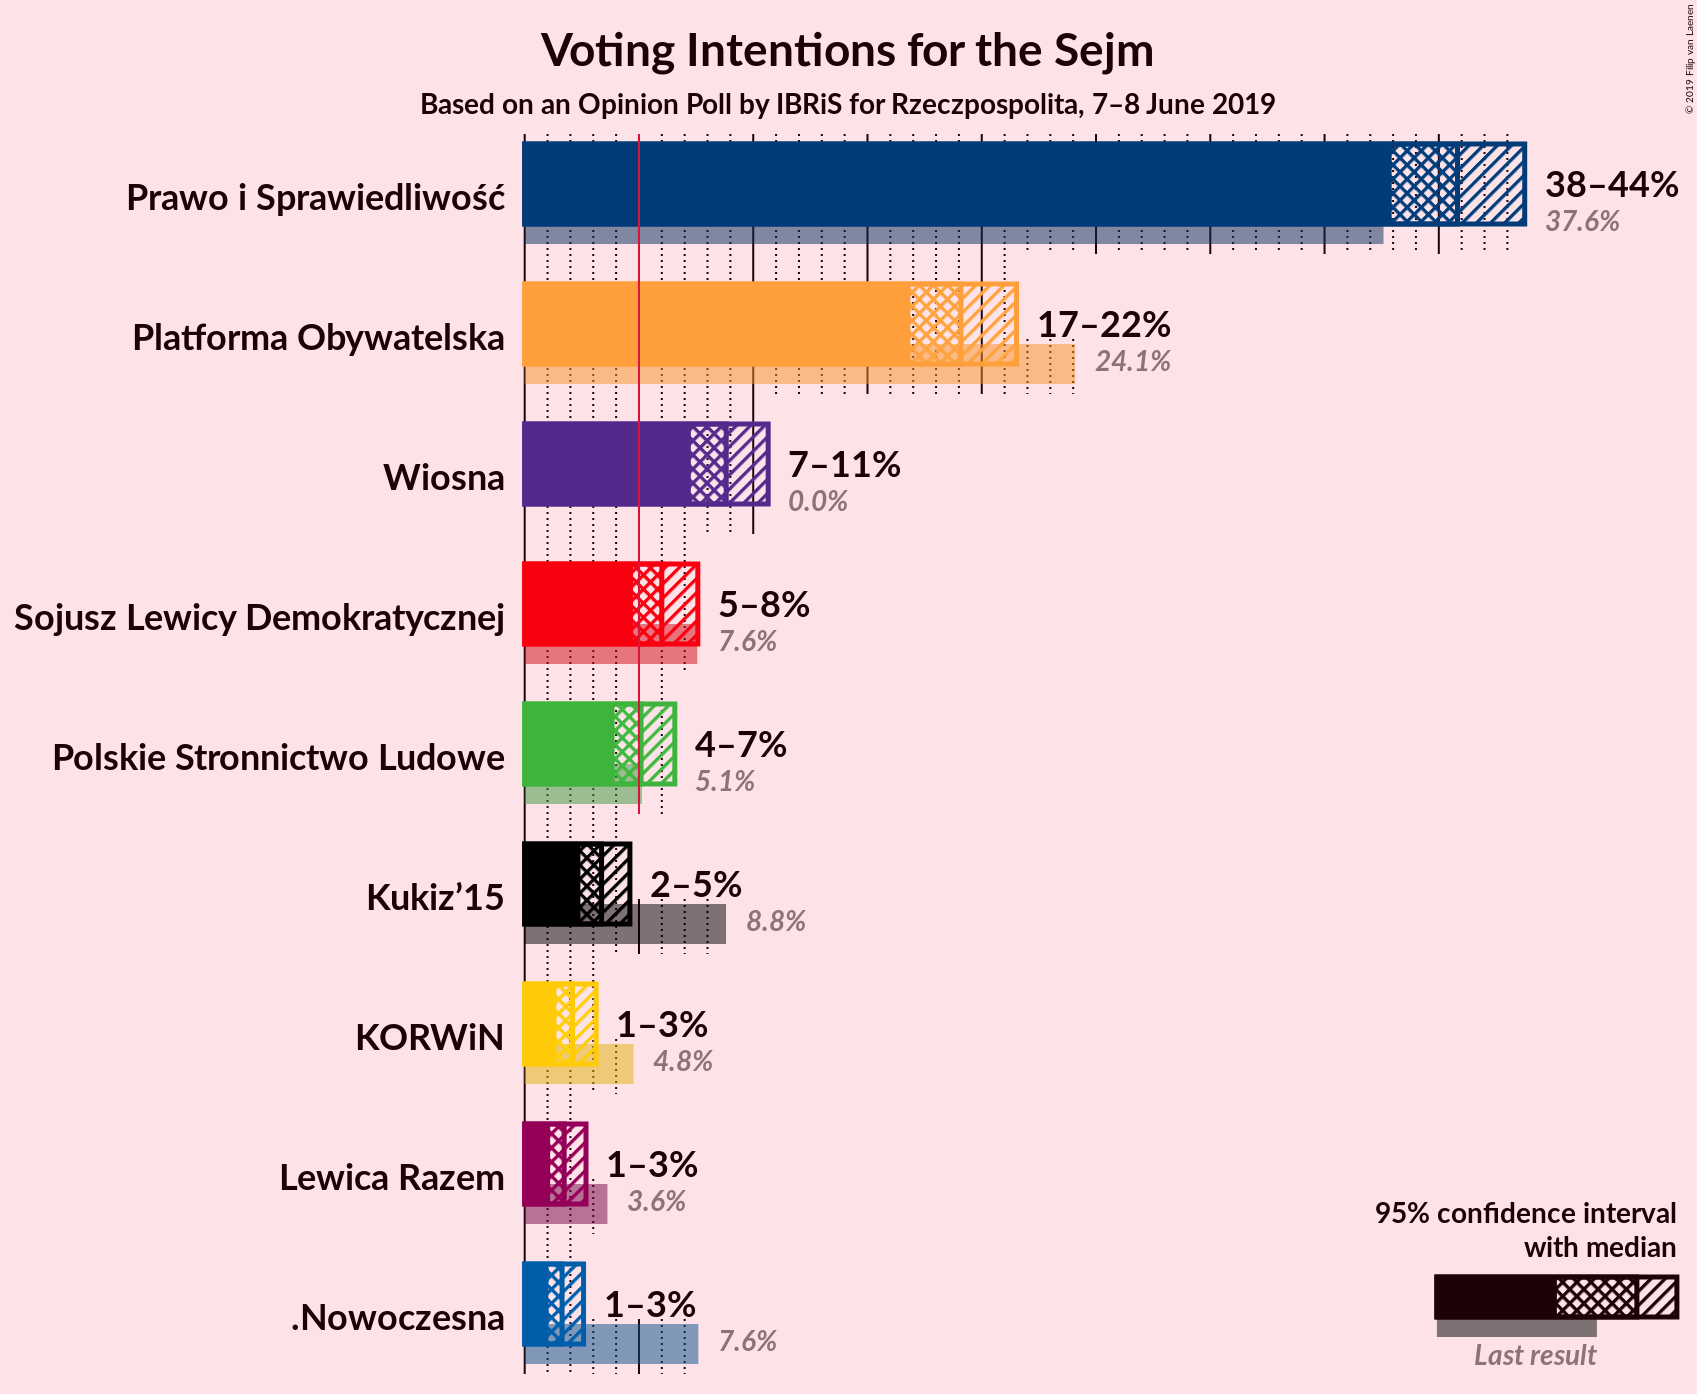 Voting Intentions for the Sejm
Based on an Opinion Poll by IBRiS for Rzeczpospolita, 7–8 June 2019
© 2019 Filip van Laenen
Prawo i Sprawiedliwość
38–44%
37.6%
Platforma Obywatelska
17–22%
24.1%
Wiosna
7–11%
0.0%
Sojusz Lewicy Demokratycznej
5–8%
7.6%
Polskie Stronnictwo Ludowe
4–7%
5.1%
Kukiz’15
2–5%
8.8%
KORWiN
1–3%
4.8%
Lewica Razem
1–3%
3.6%
.Nowoczesna
1–3%
7.6%
95% confidence interval
with median
Last result